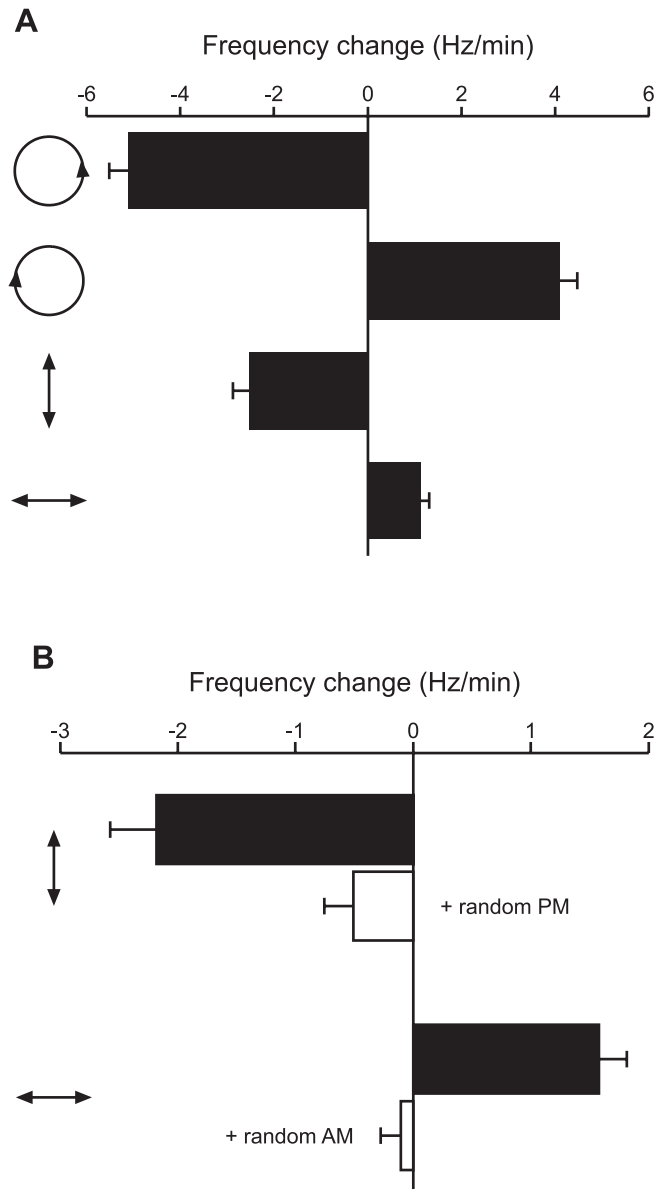 A
Frequency change (Hz/min)
-6 -4 -2 0 2 4 6
B
Frequency change (Hz/min)
-3 -2 -1 0 1 2
+ random PM
+ random AM